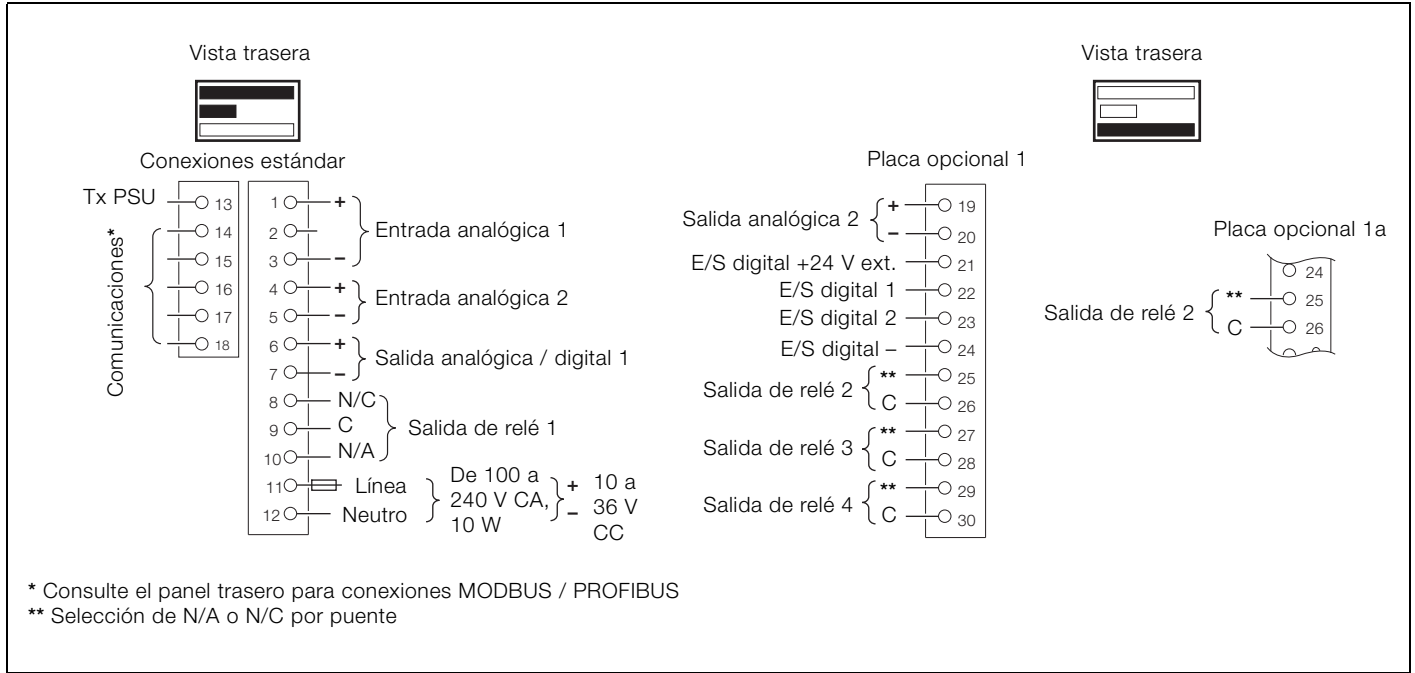 Vista trasera
Conexiones estándar
Tx PSU
13
14
15
16
17
18
Comunicaciones*
1 +
2
3 –
Entrada analógica 1
4 +
5 –
Entrada analógica 2
6 +
7 –
Salida analógica / digital 1
8 N/C
9 C
10 N/A
Salida de relé 1
11 Línea
12 Neutro
De 100 a
240 V CA,
10 W
+
–
10 a
36 V
CC
Vista trasera
Placa opcional 1
Salida analógica 2
+ 19
– 20
E/S digital +24 V ext. 21
E/S digital 1 22
E/S digital 2 23
E/S digital – 24
Salida de relé 2
** 25
C 26
Salida de relé 3
** 27
C 28
Salida de relé 4
** 29
C 30
Placa opcional 1a
24
Salida de relé 2
** 25
C 26
* Consulte el panel trasero para conexiones MODBUS / PROFIBUS
** Selección de N/A o N/C por puente